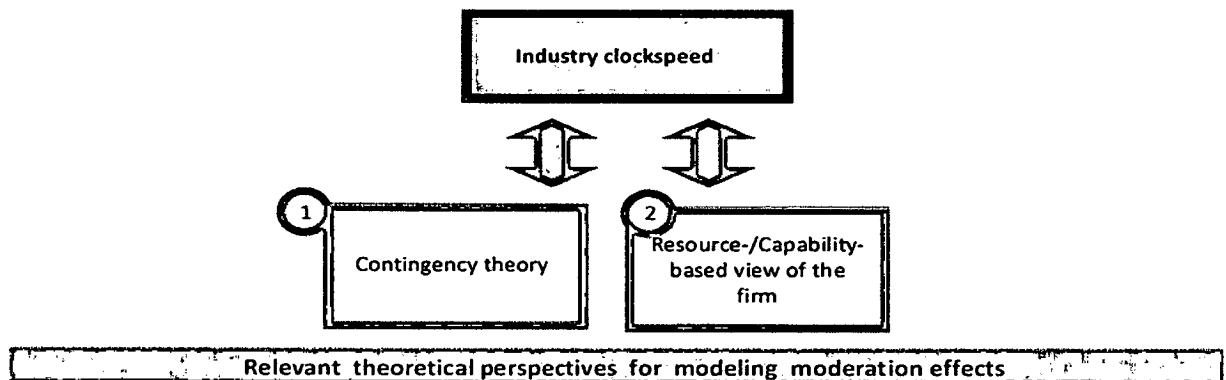 Industry clockspeed
1
2
Contingency theory
Resource-/Capability-
based view of the
firm
Relevant theoretical perspectives for modeling moderation effects